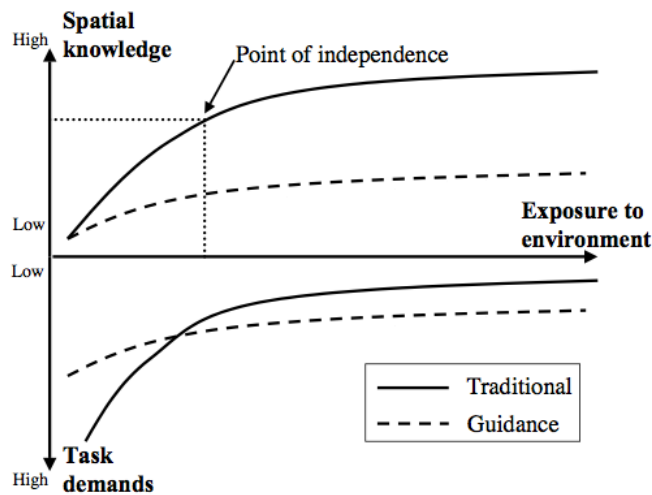 Spatial
knowledge
High
Point of independence
Low
Exposure to
environment
Low
Traditional
Guidance
Task
demands
High